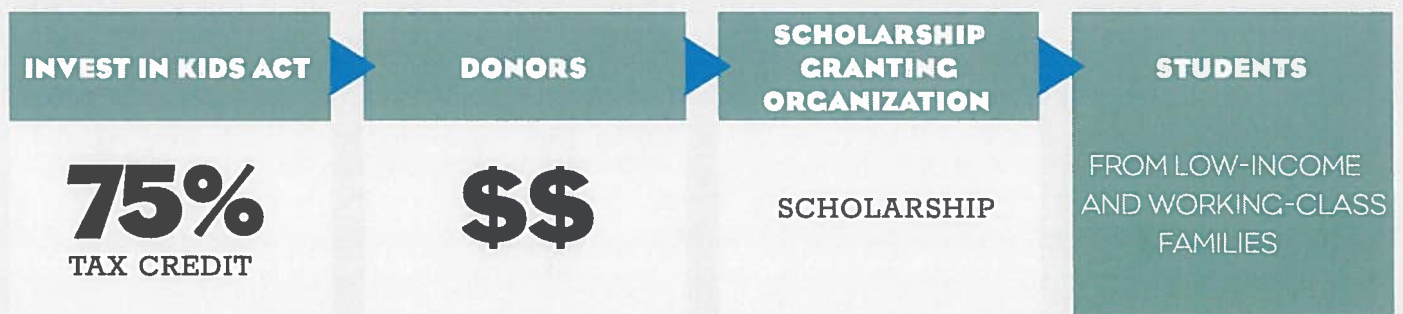 INVEST IN KIDS ACT
75%
TAX CREDIT
DONORS
$$
SCHOLARSHIP
GRANTING
ORGANIZATION
SCHOLARSHIP
STUDENTS
FROM LOW-INCOME
AND WORKING-CLASS
FAMILIES